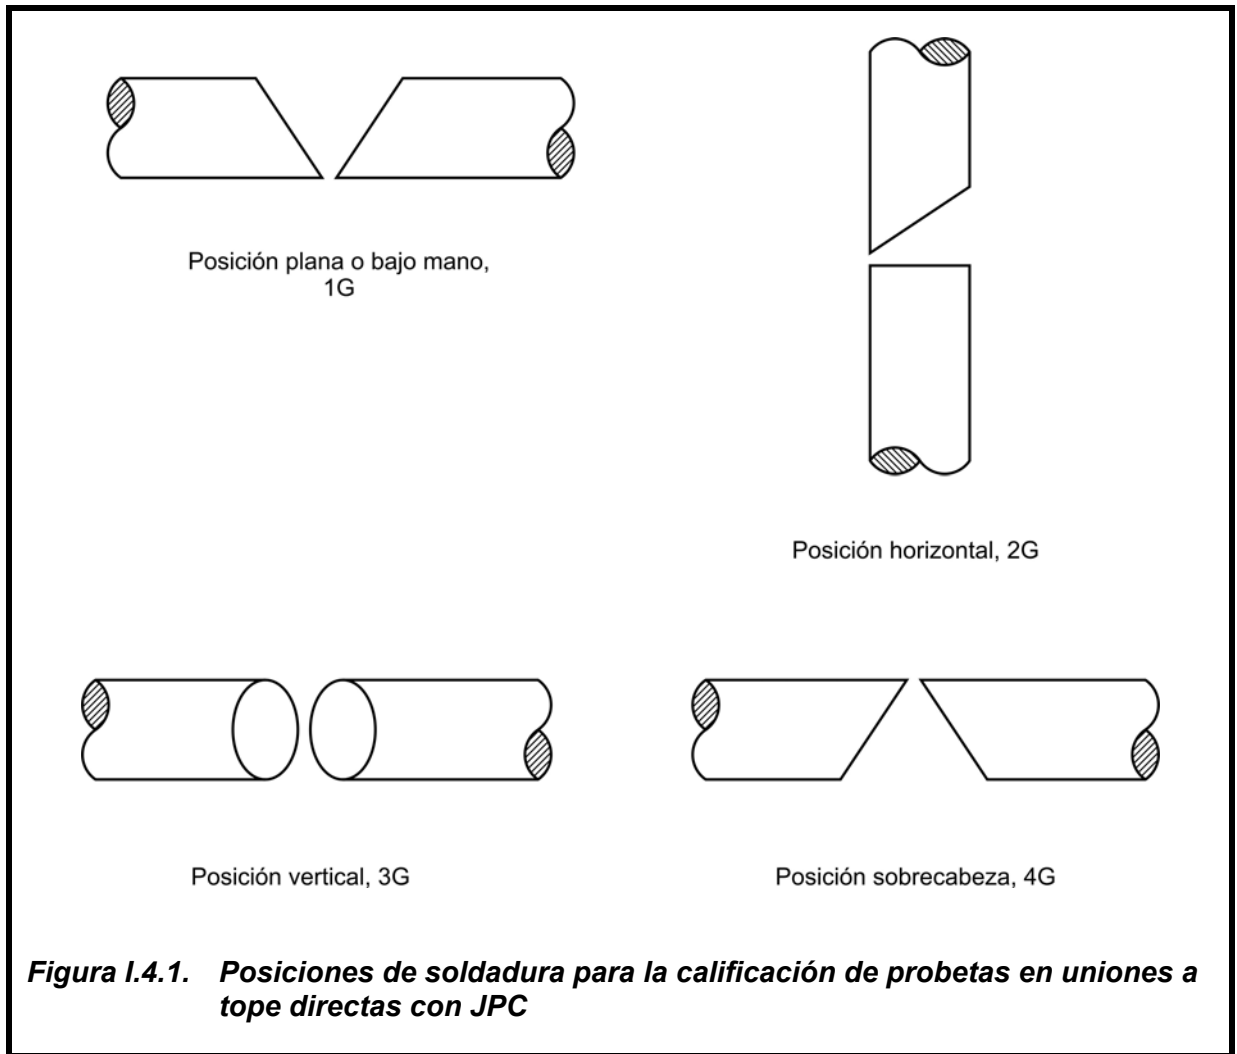 Posición plana o bajo mano,
1G
Posición horizontal, 2G
Posición vertical, 3G
Posición sobrecabeza, 4G
Figura I.4.1. Posiciones de soldadura para la calificación de probetas en uniones a
tope directas con JPC